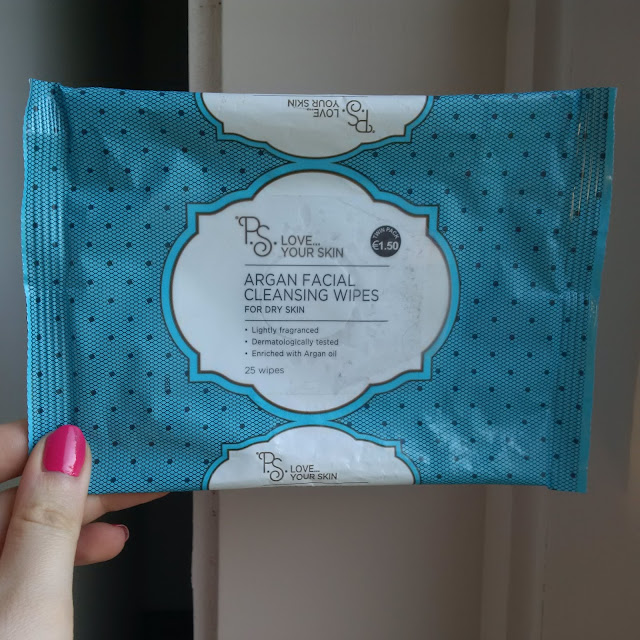 P.S. LOVE...
YOUR SKIN
P.S. LOVE...
YOUR SKIN
TWIN PACK
€1.50
ARGAN FACIAL
CLEANSING WIPES
FOR DRY SKIN
• Lightly fragranced
• Dermatologically tested
• Enriched with Argan oil
25 wipes
P.S. LOVE...
YOUR SKIN